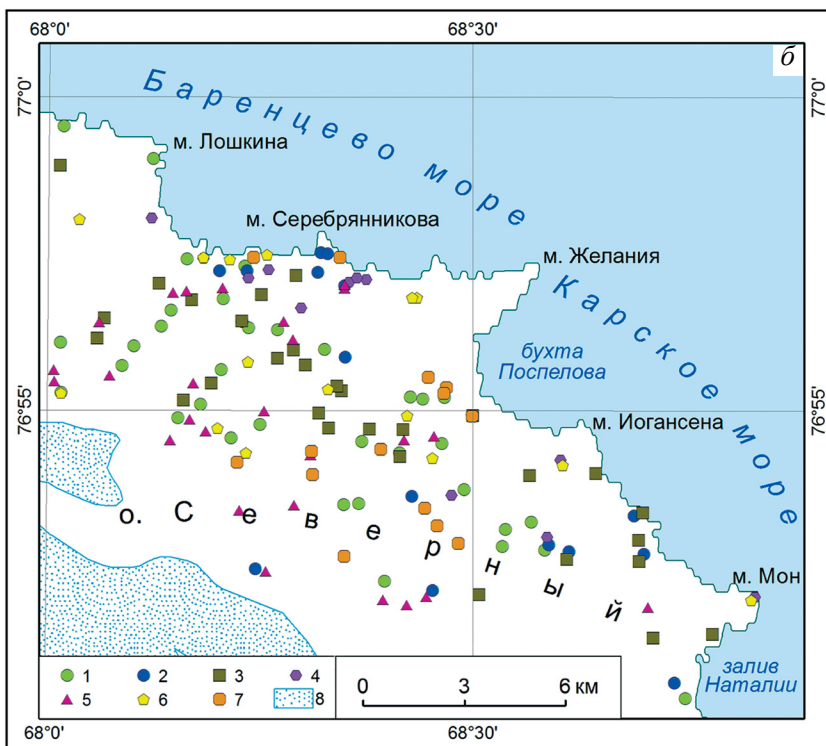 68°0'
68°30'
б
77°0'
77°0'
Баренцево море
м. Лошкина
м. Серебрянникова
м. Желания
Карское море
бухта
Поспелова
76°55'
76°55'
м. Иогансена
о. Северный
м. Мон
залив
Наталии
1 2 3 4
5 6 7 8
0 3 6 км
68°0'
68°30'